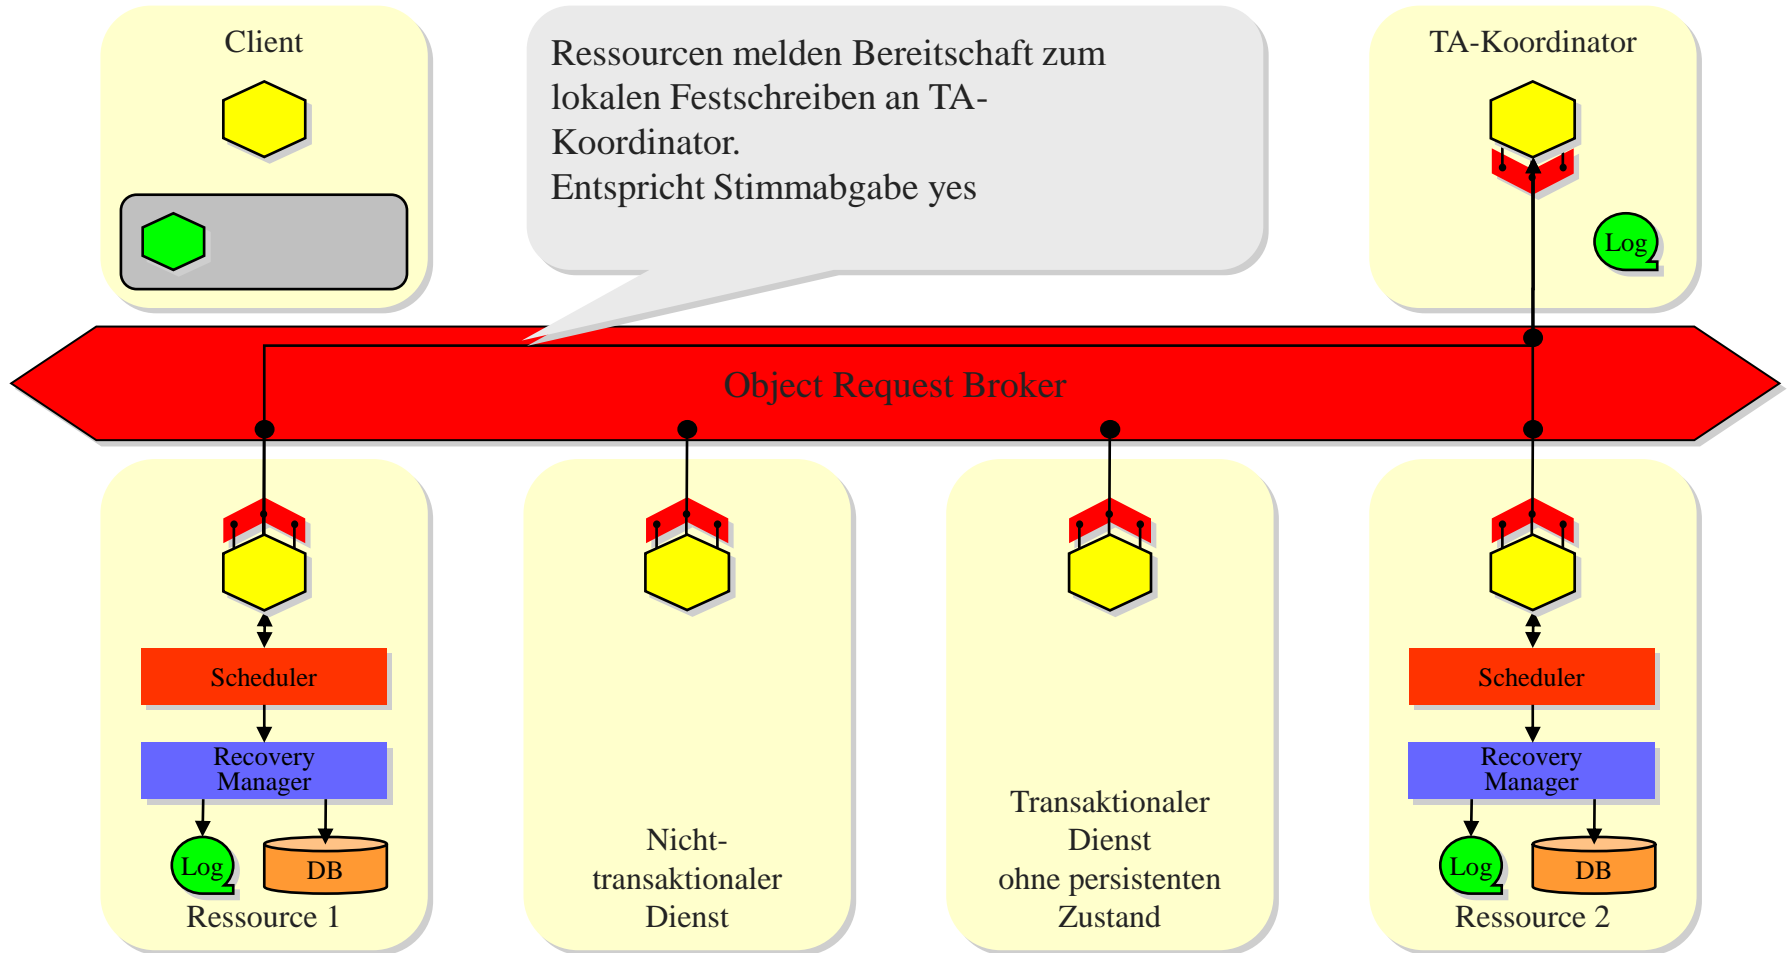 Client
Ressourcen melden Bereitschaft zum
lokalen Festschreiben an TA-
Koordinator.
Entspricht Stimmabgabe yes
TA-Koordinator
Log
Object Request Broker
Scheduler
Recovery
Manager
Log
DB
Ressource 1
Nicht-
transaktionaler
Dienst
Transaktionaler
Dienst
ohne persistenten
Zustand
Scheduler
Recovery
Manager
Log
DB
Ressource 2